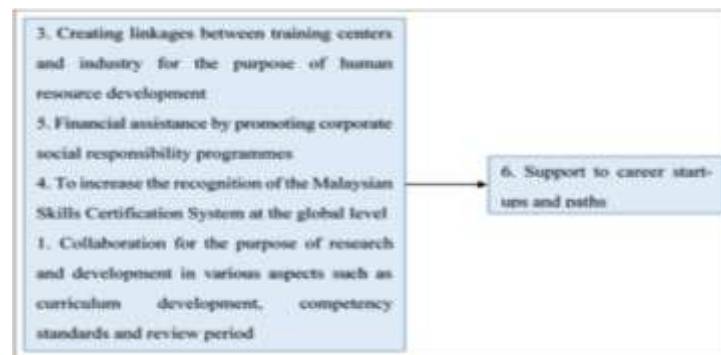 3. Creating linkages between training centers
and industry for the purpose of human
resource development
5. Financial assistance by promoting corporate
social responsibility programmes
4. To increase the recognition of the Malaysian
Skills Certification System at the global level
1. Collaboration for the purpose of research
and development in various aspects such as
curriculum development, competency
standards and review period
6. Support to career start-
ups and paths